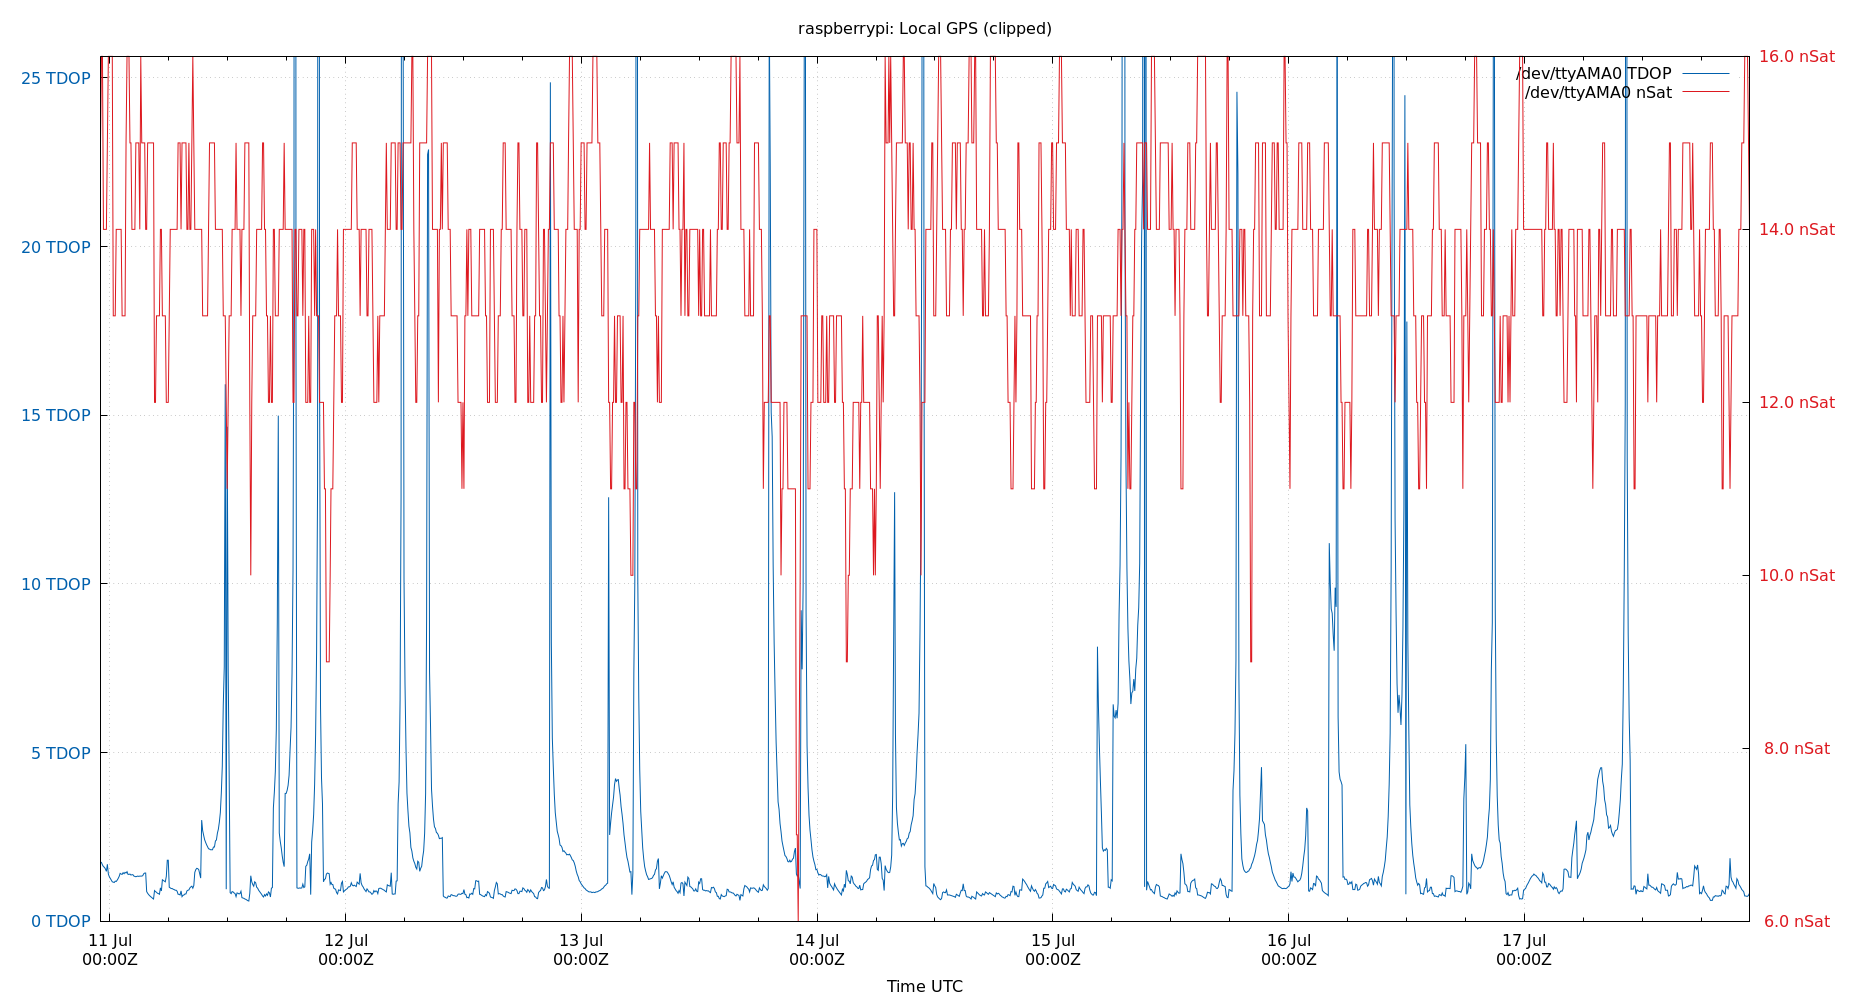 raspberrypi: Local GPS (clipped)
25 TDOP
20 TDOP
15 TDOP
10 TDOP
5 TDOP
0 TDOP
16.0 nSat
14.0 nSat
12.0 nSat
10.0 nSat
8.0 nSat
6.0 nSat
/dev/ttyAMA0 TDOP
/dev/ttyAMA0 nSat
11 Jul
00:00Z
12 Jul
00:00Z
13 Jul
00:00Z
14 Jul
00:00Z
15 Jul
00:00Z
16 Jul
00:00Z
17 Jul
00:00Z
Time UTC